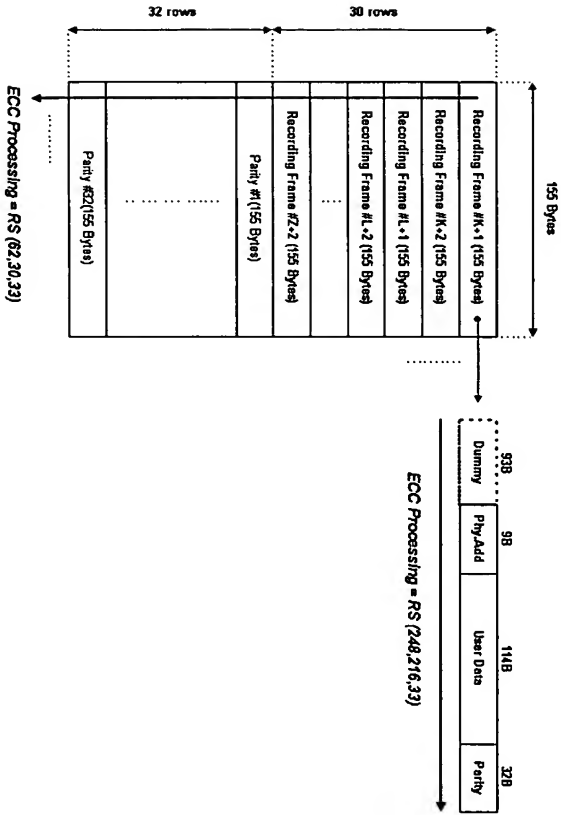 155 Bytes
30 rows
32 rows
Recording Frame #K+1 (155 Bytes)
Recording Frame #K+2 (155 Bytes)
Recording Frame #L+1 (155 Bytes)
Recording Frame #L+2 (155 Bytes)
Recording Frame #Z+2 (155 Bytes)
Parity #1(155 Bytes)
Parity #32(155 Bytes)
ECC Processing = RS (62,30,33)
93B 9B 114B 32B
Dummy Phy.Add User Data Parity
ECC Processing = RS (248,216,33)